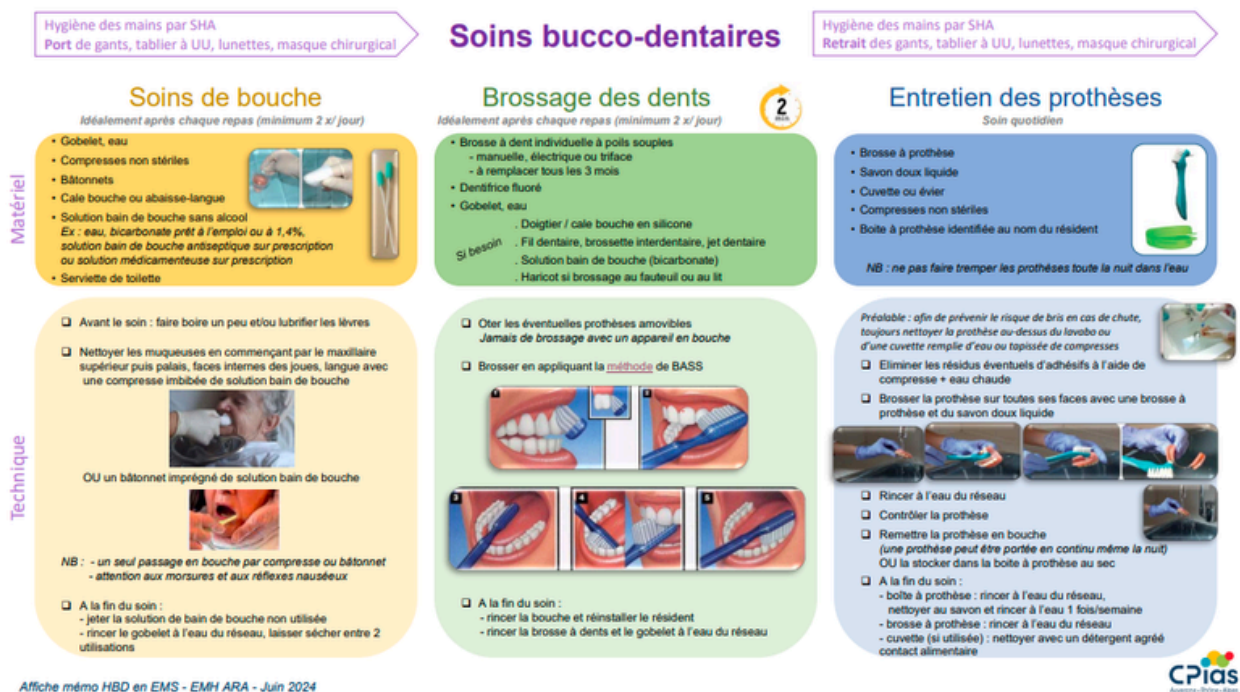 Hygiène des mains par SHA
Port de gants, tablier à UU, lunettes, masque chirurgical
Soins bucco-dentaires
Hygiène des mains par SHA
Retrait des gants, tablier à UU, lunettes, masque chirurgical
Soins de bouche
Idéalement après chaque repas (minimum 2 x/ jour)
Matériel
• Gobelet, eau
• Compresses non stériles
• Bâtonnets
• Cale bouche ou abaisse-langue
• Solution bain de bouche sans alcool
Ex : eau, bicarbonate prêt à l'emploi ou à 1,4%,
solution bain de bouche antiseptique sur prescription
ou solution médicamenteuse sur prescription
• Serviette de toilette
Technique
❑ Avant le soin : faire boire un peu et/ou lubrifier les lèvres
❑ Nettoyer les muqueuses en commençant par le maxillaire
supérieur puis palais, faces internes des joues, langue avec
une compresse imbibée de solution bain de bouche
OU un bâtonnet imprégné de solution bain de bouche
NB : - un seul passage en bouche par compresse ou bâtonnet
- attention aux morsures et aux réflexes nauséeux
❑ A la fin du soin :
- jeter la solution de bain de bouche non utilisée
- rincer le gobelet à l'eau du réseau, laisser sécher entre 2
utilisations
Brossage des dents
Idéalement après chaque repas (minimum 2 x/ jour)
2
min
• Brosse à dent individuelle à poils souples
- manuelle, électrique ou triface
- à remplacer tous les 3 mois
• Dentifrice fluoré
• Gobelet, eau
Si besoin
. Doigtier / cale bouche en silicone
. Fil dentaire, brossette interdentaire, jet dentaire
. Solution bain de bouche (bicarbonate)
. Haricot si brossage au fauteuil ou au lit
❑ Oter les éventuelles prothèses amovibles
Jamais de brossage avec un appareil en bouche
❑ Brosser en appliquant la méthode de BASS
1
2
3
4
5
❑ A la fin du soin :
- rincer la bouche et réinstaller le résident
- rincer la brosse à dents et le gobelet à l'eau du réseau
Entretien des prothèses
Soin quotidien
• Brosse à prothèse
• Savon doux liquide
• Cuvette ou évier
• Compresses non stériles
• Boite à prothèse identifiée au nom du résident
NB : ne pas faire tremper les prothèses toute la nuit dans l'eau
Préalable : afin de prévenir le risque de bris en cas de chute,
toujours nettoyer la prothèse au-dessus du lavabo ou
d'une cuvette remplie d'eau ou tapissée de compresses
❑ Eliminer les résidus éventuels d'adhésifs à l'aide de
compresse + eau chaude
❑ Brosser la prothèse sur toutes ses faces avec une brosse à
prothèse et du savon doux liquide
❑ Rincer à l'eau du réseau
❑ Contrôler la prothèse
❑ Remettre la prothèse en bouche
(une prothèse peut être portée en continu même la nuit)
OU la stocker dans la boite à prothèse au sec
❑ A la fin du soin :
- boîte à prothèse : rincer à l'eau du réseau,
nettoyer au savon et rincer à l'eau 1 fois/semaine
- brosse à prothèse : rincer à l'eau du réseau
- cuvette (si utilisée) : nettoyer avec un détergent agréé
contact alimentaire
Affiche mémo HBD en EMS - EMH ARA - Juin 2024
CPias
Auvergne-Rhône-Alpes